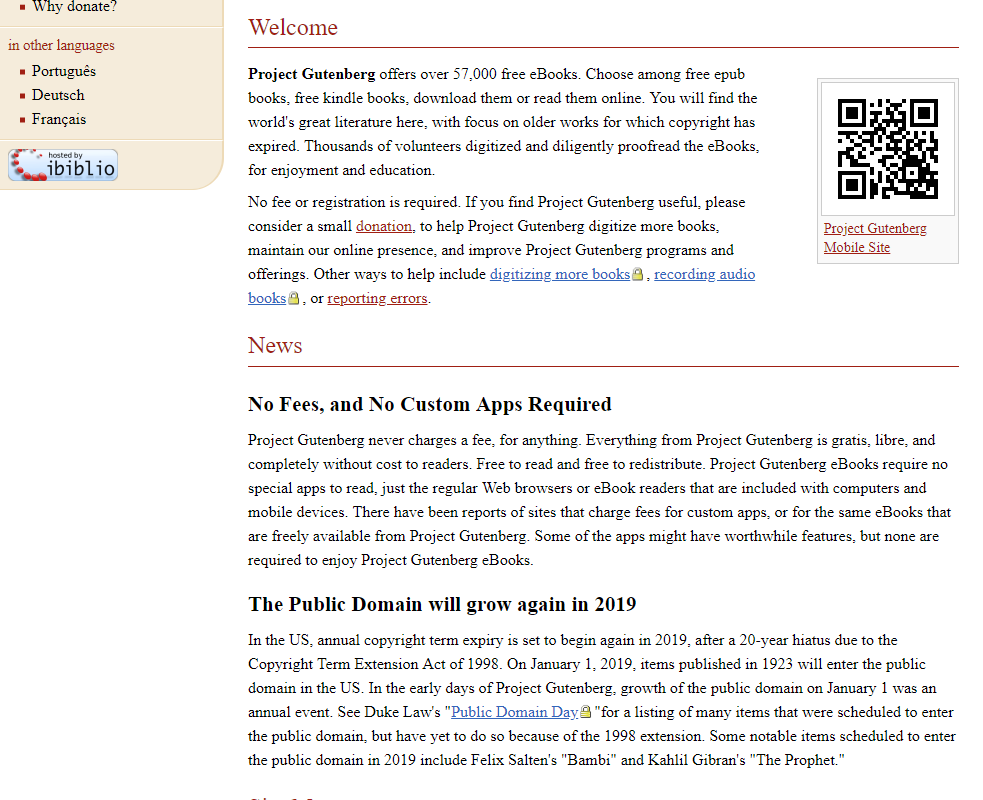 Why donate?
in other languages
Português
Deutsch
Français
hosted by
ibiblio
Welcome
Project Gutenberg offers over 57,000 free eBooks. Choose among free epub
books, free kindle books, download them or read them online. You will find the
world's great literature here, with focus on older works for which copyright has
expired. Thousands of volunteers digitized and diligently proofread the eBooks,
for enjoyment and education.
No fee or registration is required. If you find Project Gutenberg useful, please
consider a small donation, to help Project Gutenberg digitize more books,
maintain our online presence, and improve Project Gutenberg programs and
offerings. Other ways to help include digitizing more books, recording audio
books, or reporting errors.
Project Gutenberg
Mobile Site
News
No Fees, and No Custom Apps Required
Project Gutenberg never charges a fee, for anything. Everything from Project Gutenberg is gratis, libre, and
completely without cost to readers. Free to read and free to redistribute. Project Gutenberg eBooks require no
special apps to read, just the regular Web browsers or eBook readers that are included with computers and
mobile devices. There have been reports of sites that charge fees for custom apps, or for the same eBooks that
are freely available from Project Gutenberg. Some of the apps might have worthwhile features, but none are
required to enjoy Project Gutenberg eBooks.
The Public Domain will grow again in 2019
In the US, annual copyright term expiry is set to begin again in 2019, after a 20-year hiatus due to the
Copyright Term Extension Act of 1998. On January 1, 2019, items published in 1923 will enter the public
domain in the US. In the early days of Project Gutenberg, growth of the public domain on January 1 was an
annual event. See Duke Law's "Public Domain Day "for a listing of many items that were scheduled to enter
the public domain, but have yet to do so because of the 1998 extension. Some notable items scheduled to enter
the public domain in 2019 include Felix Salten's "Bambi" and Kahlil Gibran's "The Prophet."